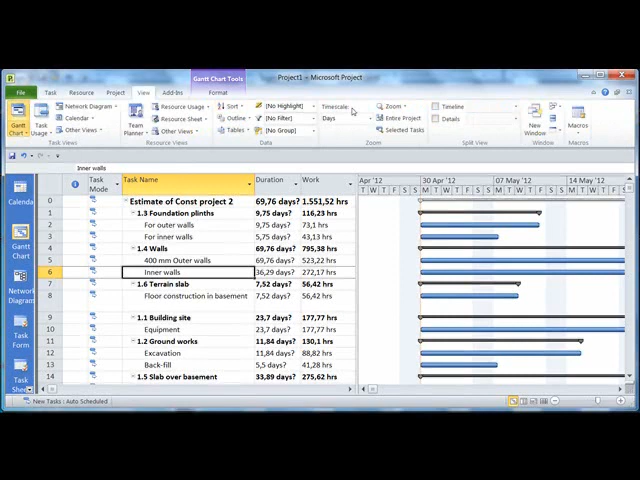 Gantt Chart Tools
Project1 - Microsoft Project
File Task Resource Project View Add-Ins Format
Gantt Chart
Task Usage
Network Diagram
Calendar
Other Views
Task Views
Team Planner
Resource Usage
Resource Sheet
Other Views
Resource Views
Sort
Outline
Tables
[No Highlight]
[No Filter]
[No Group]
Data
Timescale:
Days
Zoom
Entire Project
Selected Tasks
Zoom
Timeline
Details
Split View
New Window
Window
Macros
Macros
Inner walls
Task Mode Task Name Duration Work
Apr '12 30 Apr '12 07 May '12 14 May '12
T W T F S S M T W T F S S M T W T F S S M T W T F
0 Estimate of Const project 2 69,76 days? 1.551,52 hrs
1 1.3 Foundation plinths 9,75 days? 116,23 hrs
2 For outer walls 9,75 days? 73,1 hrs
3 For inner walls 5,75 days? 43,13 hrs
4 1.4 Walls 69,76 days? 795,38 hrs
5 400 mm Outer walls 69,76 days? 523,22 hrs
6 Inner walls 36,29 days? 272,17 hrs
7 1.6 Terrain slab 7,52 days? 56,42 hrs
8 Floor construction in basement 7,52 days? 56,42 hrs
9 1.1 Building site 23,7 days? 177,77 hrs
10 Equipment 23,7 days? 177,77 hrs
11 1.2 Ground works 11,84 days? 130,1 hrs
12 Excavation 11,84 days? 88,82 hrs
13 Back-fill 5,5 days? 41,28 hrs
14 1.5 Slab over basement 33,89 days? 275,62 hrs
Calendar
Gantt Chart
Network Diagram
Task Form
Task Sheet
New Tasks : Auto Scheduled